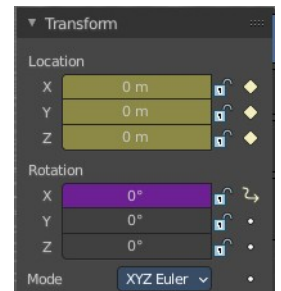 Transform
Location
X 0 m
Y 0 m
Z 0 m
Rotation
X 0°
Y 0°
Z 0°
Mode XYZ Euler